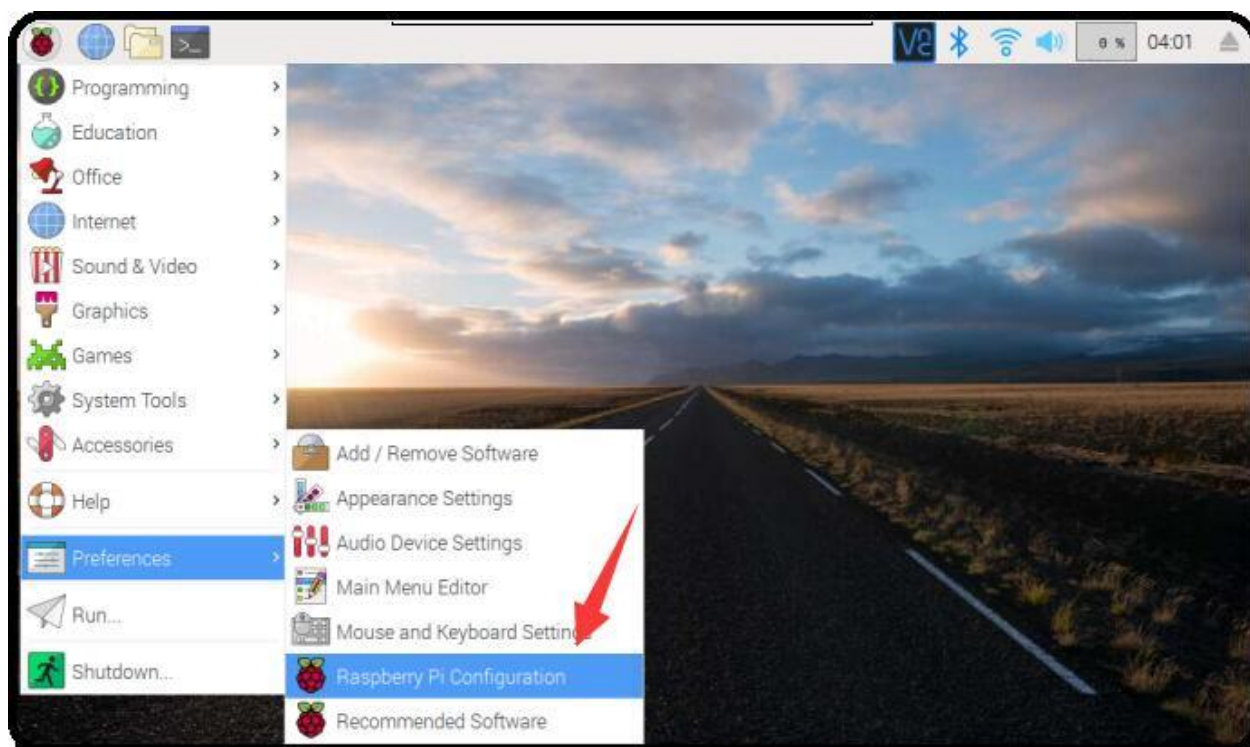 V2
0 %
04:01
Programming
Education
Office
Internet
Sound & Video
Graphics
Games
System Tools
Accessories
Help
Preferences
Run...
Shutdown...
Add / Remove Software
Appearance Settings
Audio Device Settings
Main Menu Editor
Mouse and Keyboard Settings
Raspberry Pi Configuration
Recommended Software